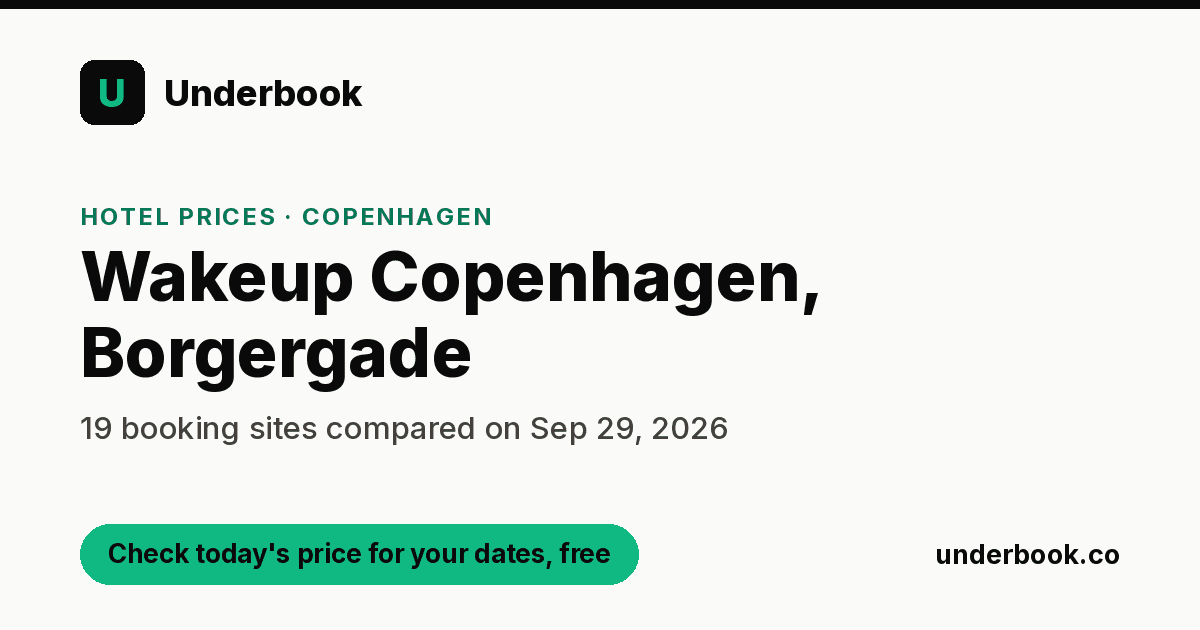 U Underbook
HOTEL PRICES · COPENHAGEN
Wakeup Copenhagen,
Borgergade
19 booking sites compared on Sep 29, 2026
Check today's price for your dates, free
underbook.co